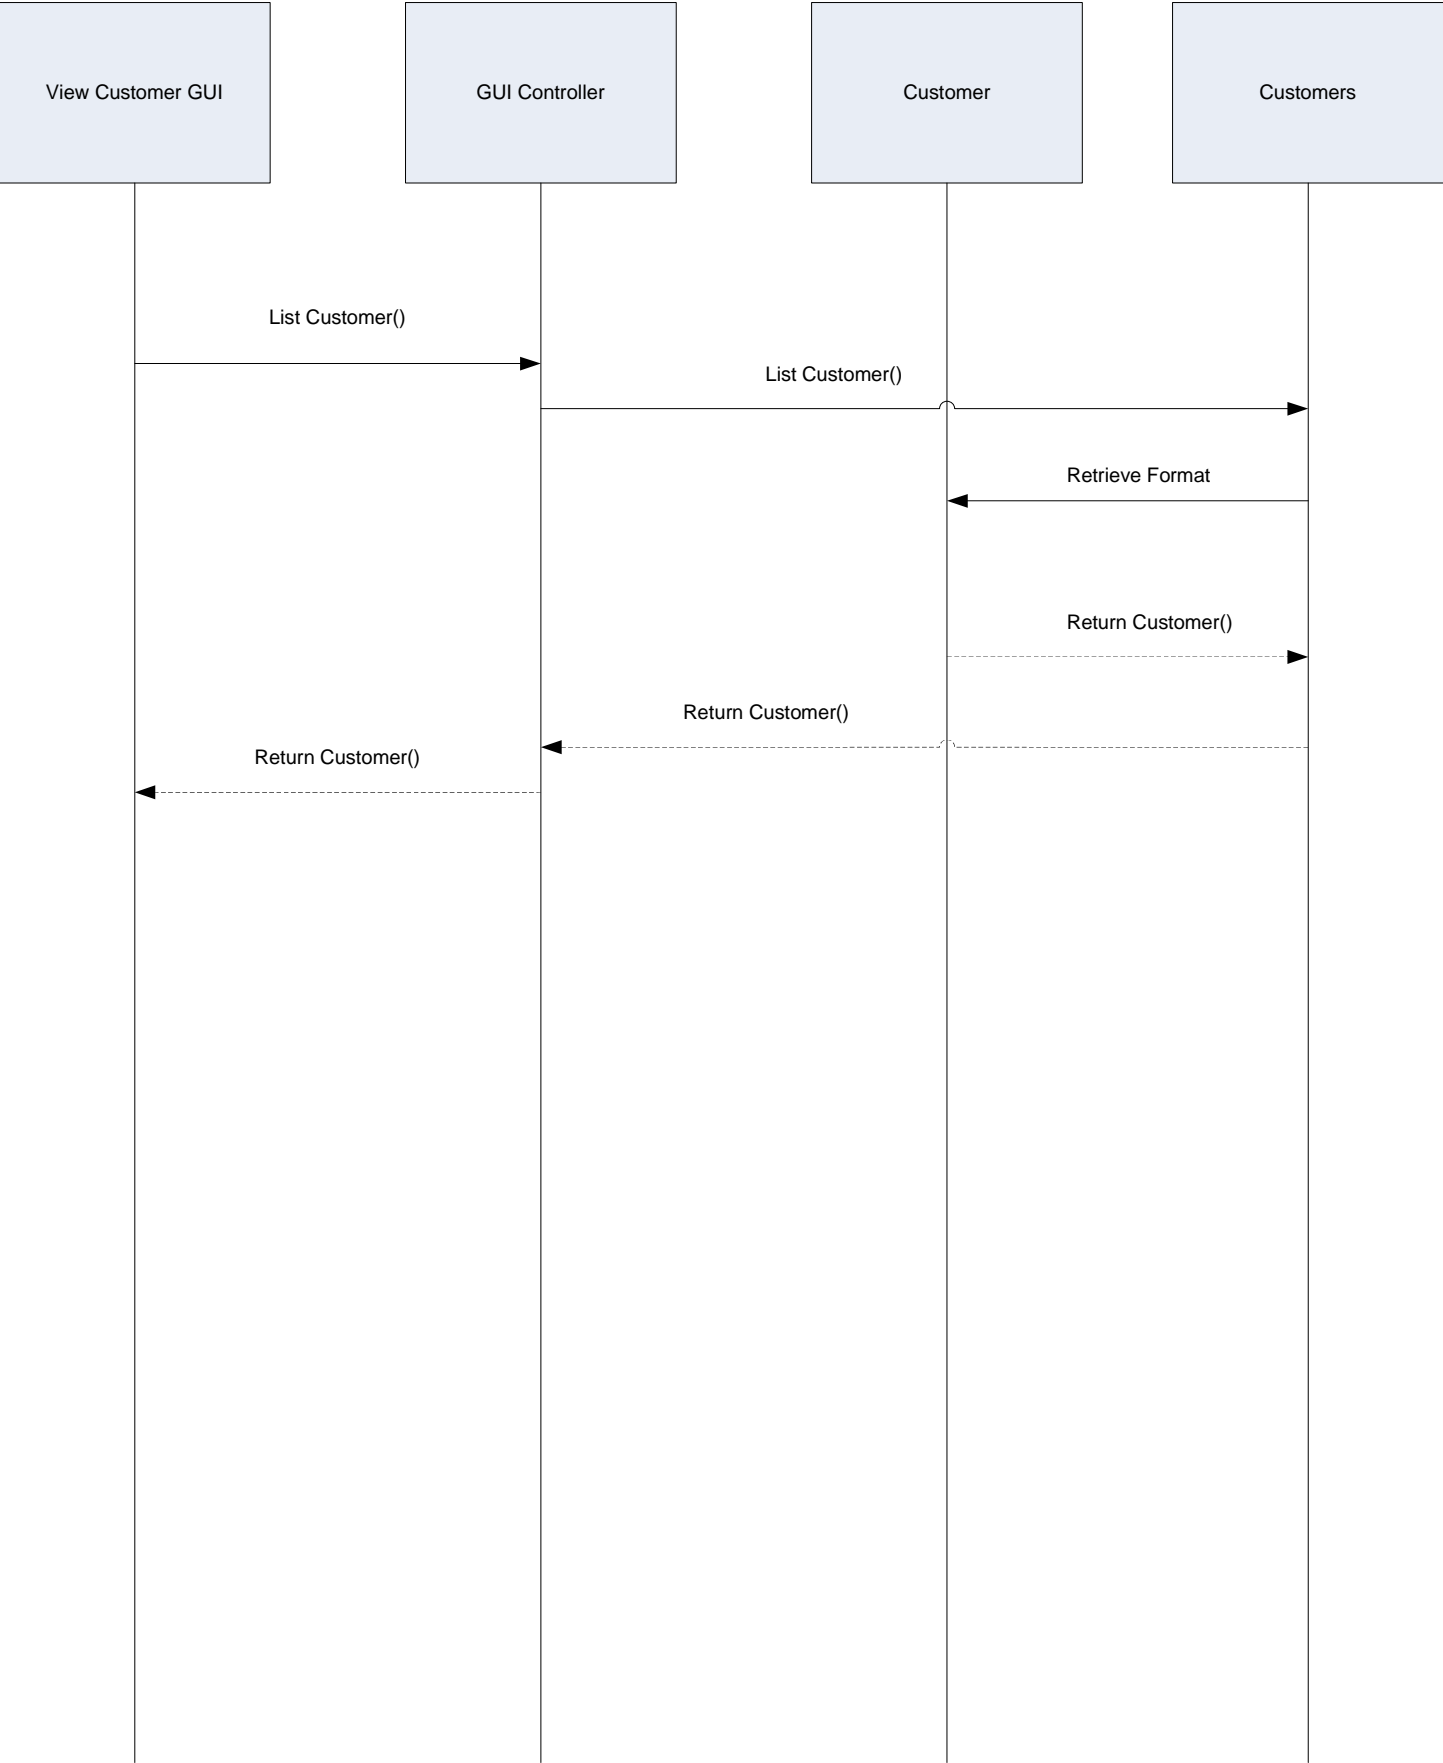 View Customer GUI
GUI Controller
Customer
Customers
List Customer()
List Customer()
Retrieve Format
Return Customer()
Return Customer()
Return Customer()